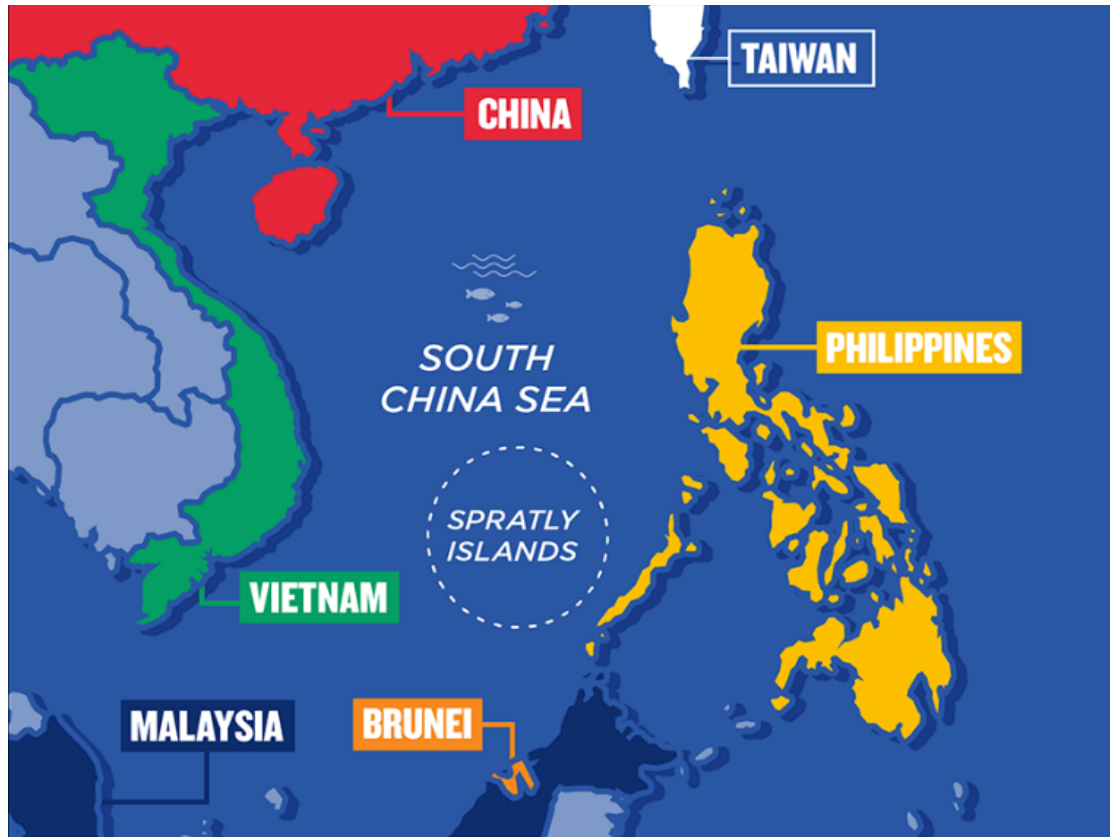 TAIWAN
CHINA
PHILIPPINES
SOUTH
CHINA SEA
SPRATLY
ISLANDS
VIETNAM
MALAYSIA
BRUNEI